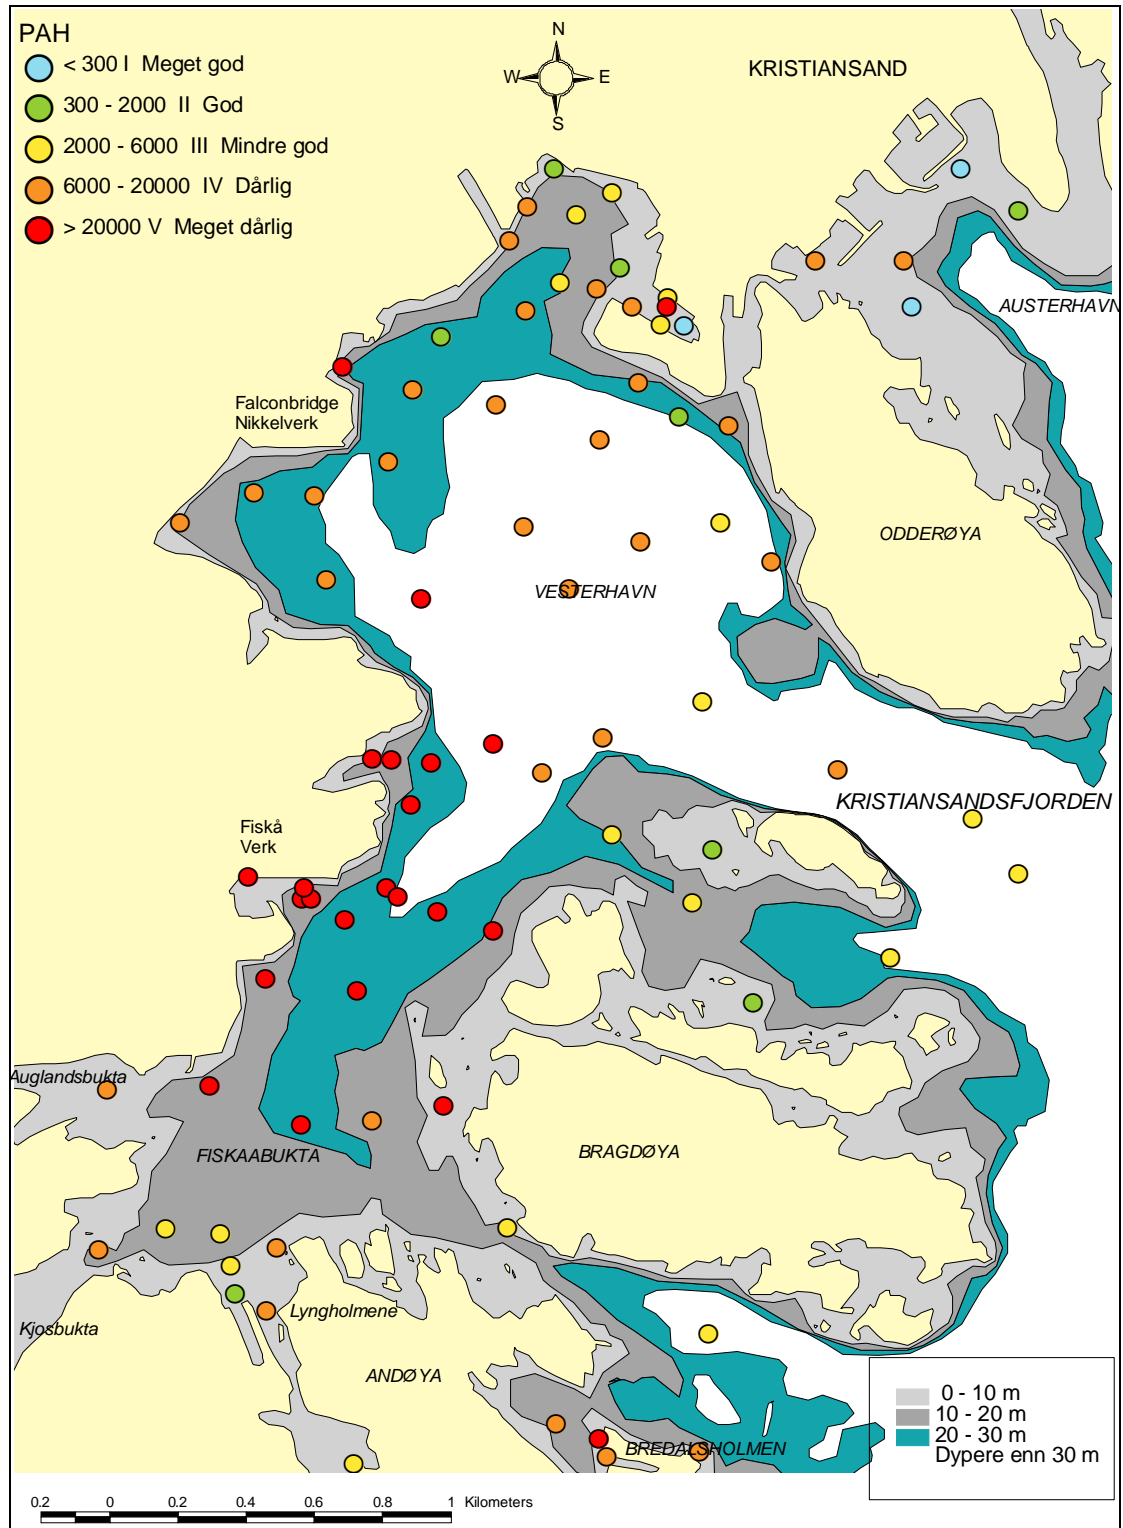 PAH
< 300 I Meget god
300 - 2000 II God
2000 - 6000 III Mindre god
6000 - 20000 IV Dårlig
> 20000 V Meget dårlig
N
W E
S
KRISTIANSAND
AUSTERHAVN
Falconbridge
Nikkelverk
ODDERØYA
VESTERHAVN
KRISTIANSANDSFJORDEN
Fiskå
Verk
Auglandsbukta
FISKAABUKTA
BRAGDØYA
Lyngholmene
Kjosbukta
ANDØYA
BREDALSHOLMEN
0 - 10 m
10 - 20 m
20 - 30 m
Dypere enn 30 m
0.2 0 0.2 0.4 0.6 0.8 1 Kilometers